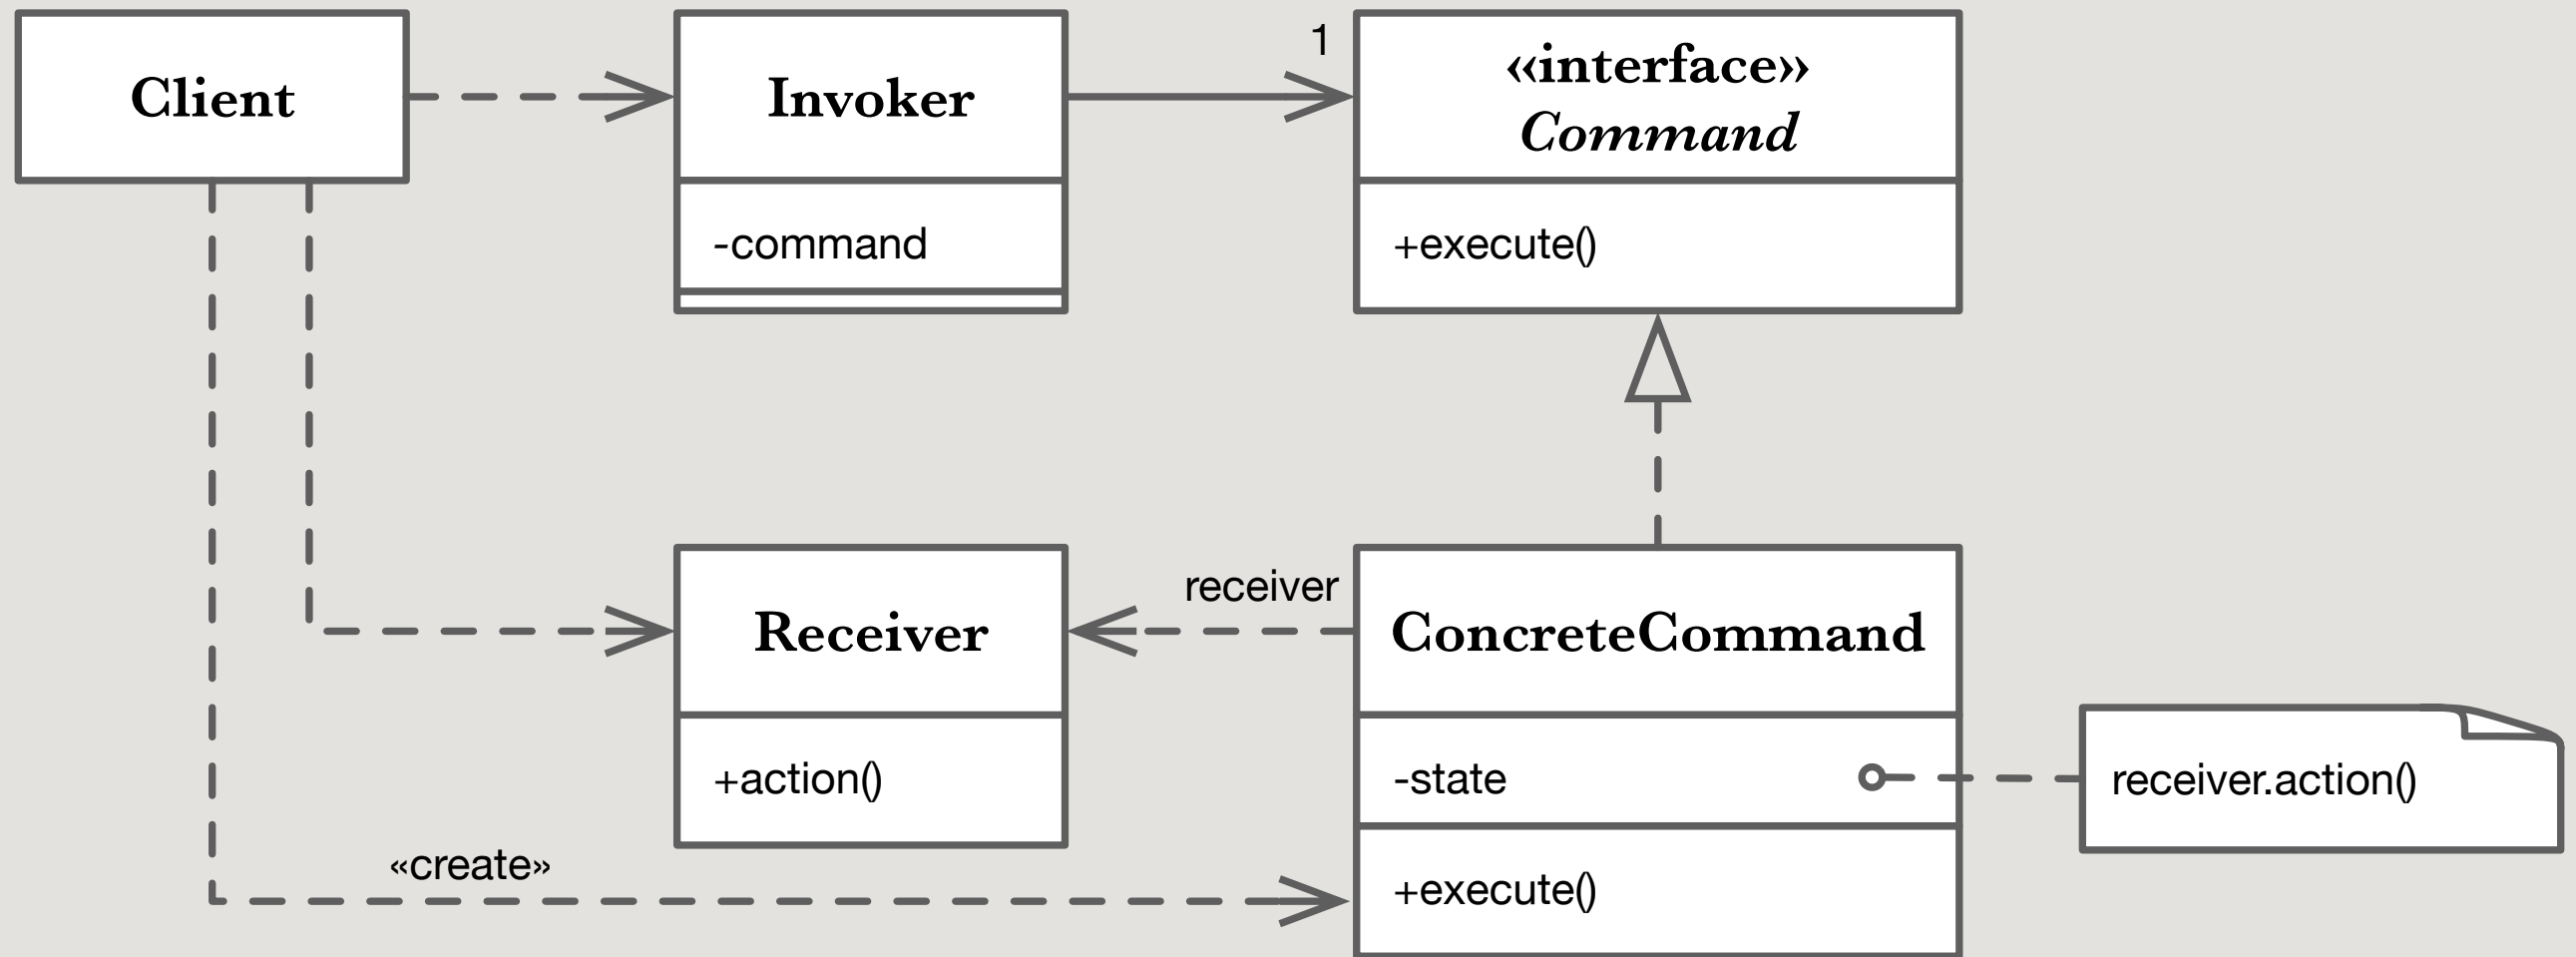 Client
Invoker
-command
1
«interface»
Command
+execute()
Receiver
+action()
receiver
ConcreteCommand
-state
+execute()
receiver.action()
«create»